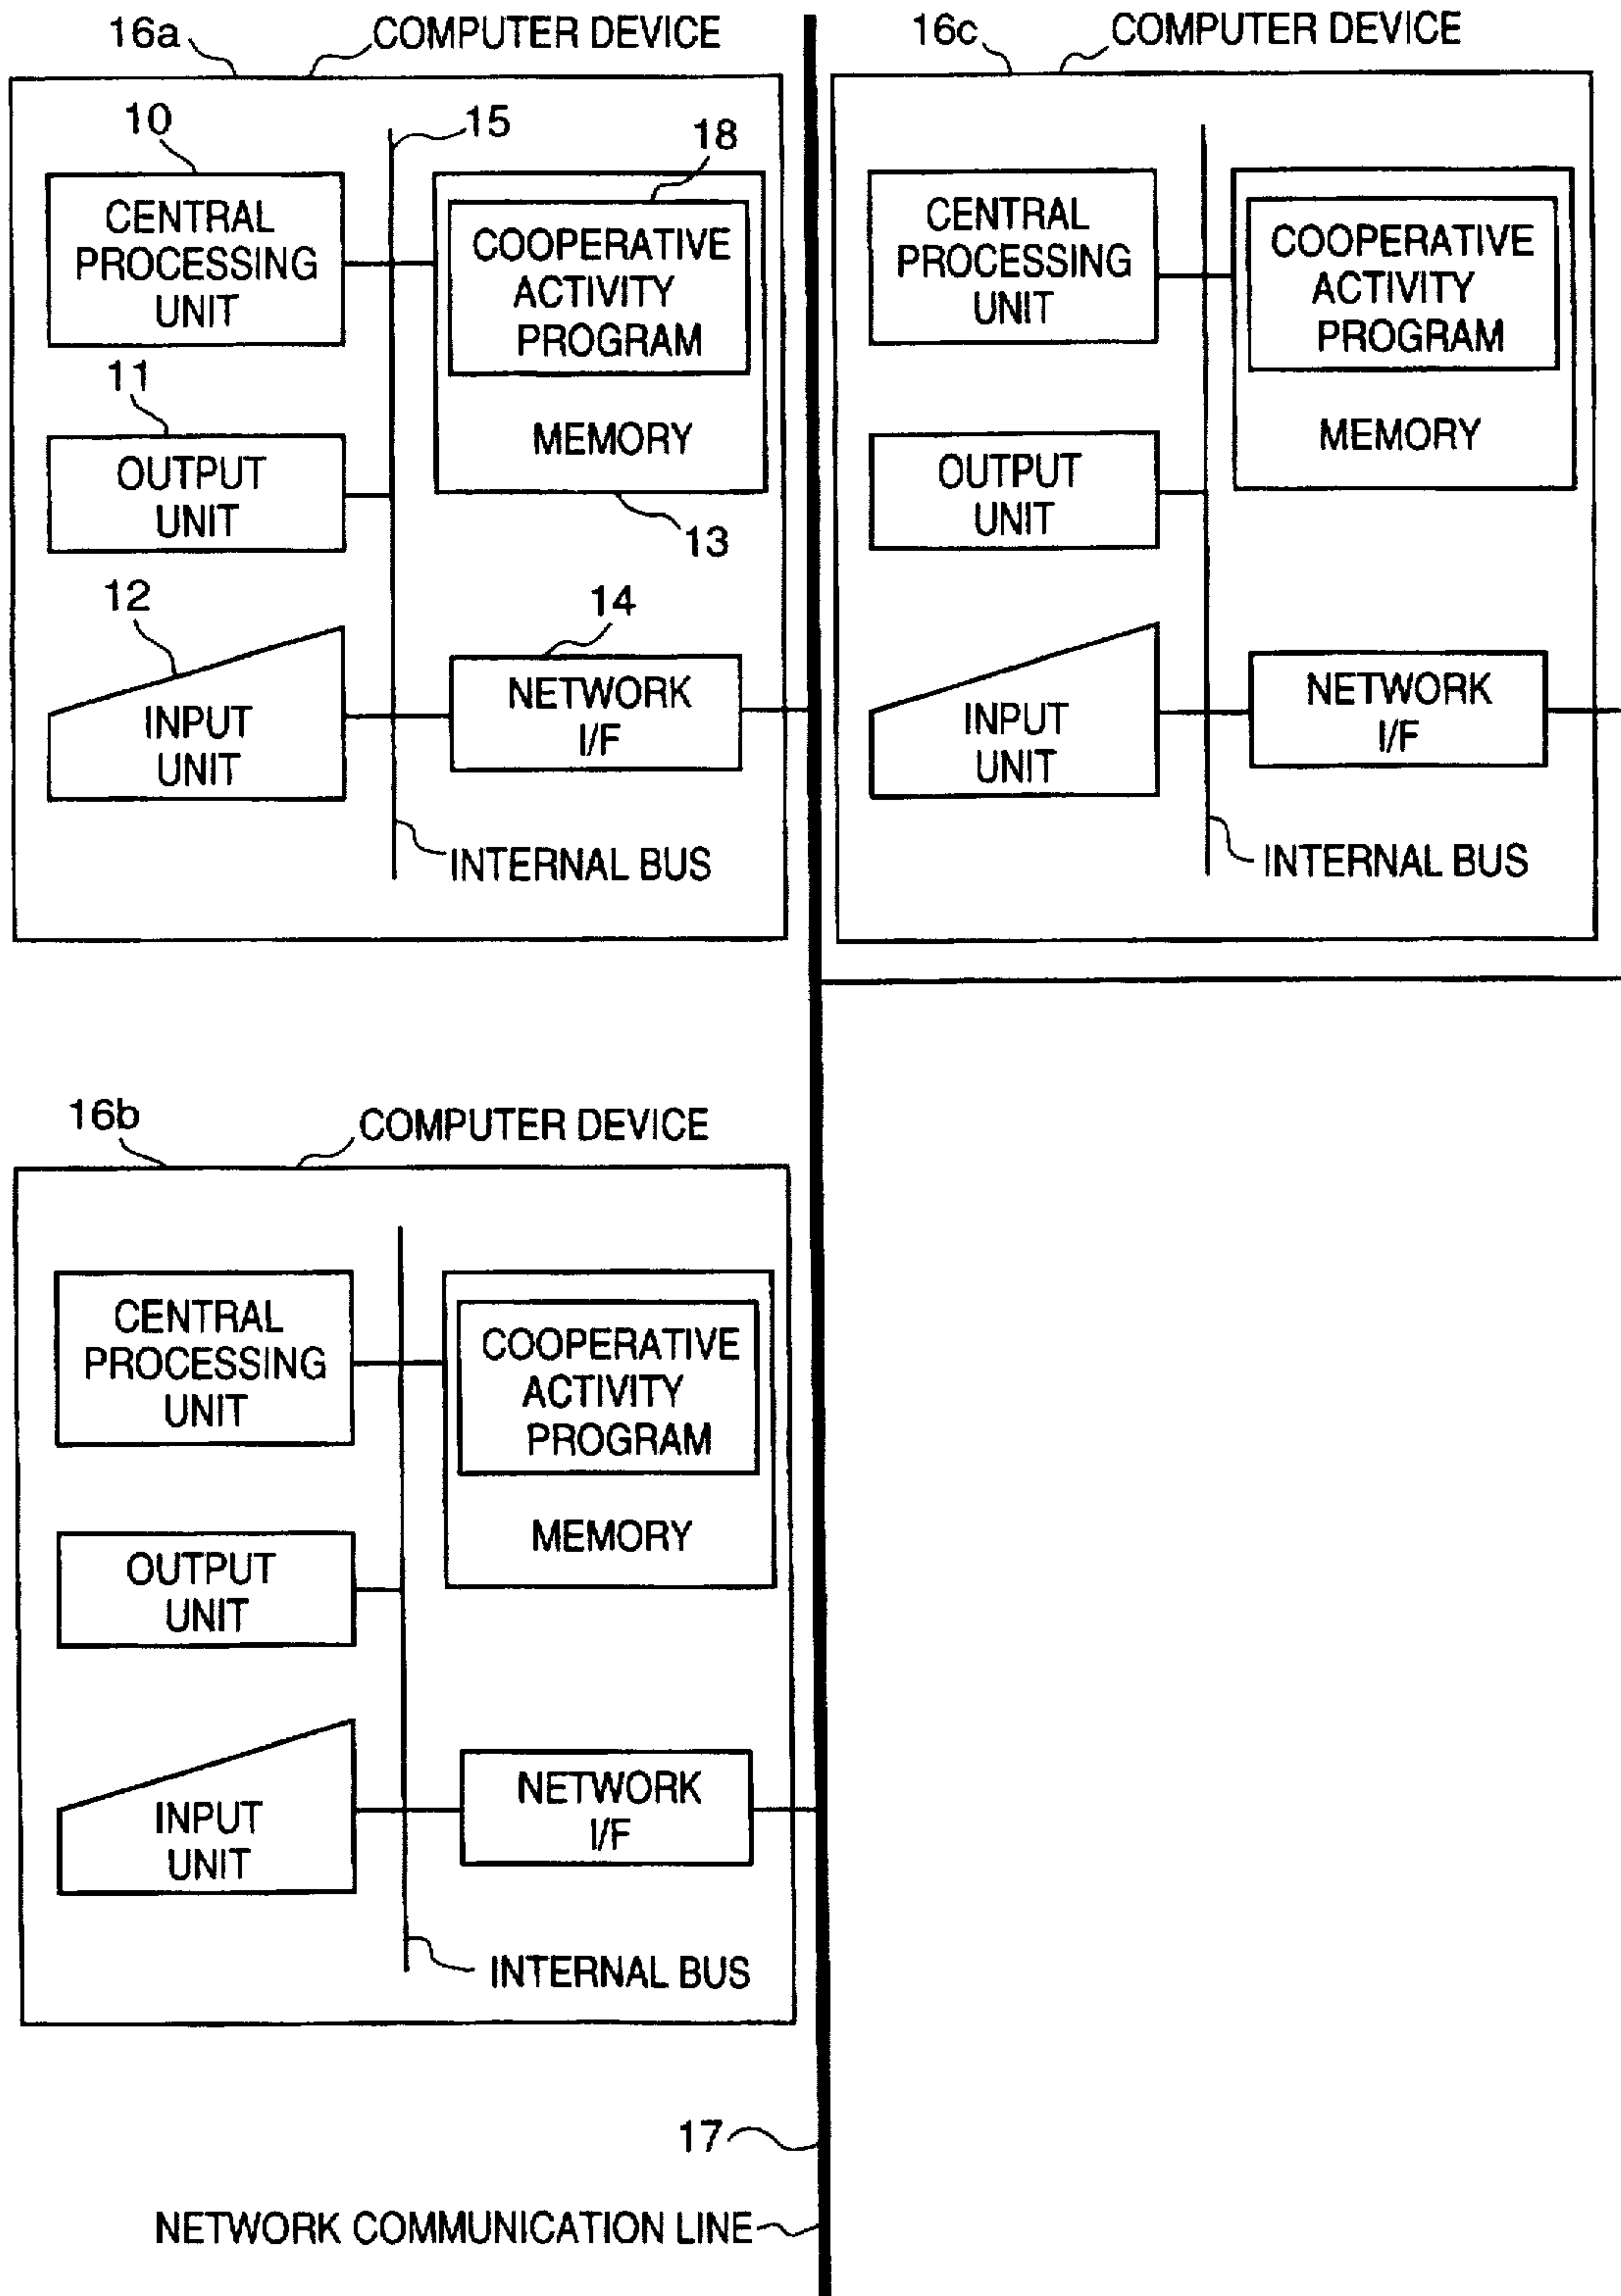 16a
COMPUTER DEVICE
10
15
18
CENTRAL
PROCESSING
UNIT
COOPERATIVE
ACTIVITY
PROGRAM
MEMORY
11
OUTPUT
UNIT
13
12
14
INPUT
UNIT
NETWORK
I/F
INTERNAL BUS
16c
COMPUTER DEVICE
CENTRAL
PROCESSING
UNIT
COOPERATIVE
ACTIVITY
PROGRAM
MEMORY
OUTPUT
UNIT
INPUT
UNIT
NETWORK
I/F
INTERNAL BUS
16b
COMPUTER DEVICE
CENTRAL
PROCESSING
UNIT
COOPERATIVE
ACTIVITY
PROGRAM
MEMORY
OUTPUT
UNIT
INPUT
UNIT
NETWORK
I/F
INTERNAL BUS
17
NETWORK COMMUNICATION LINE